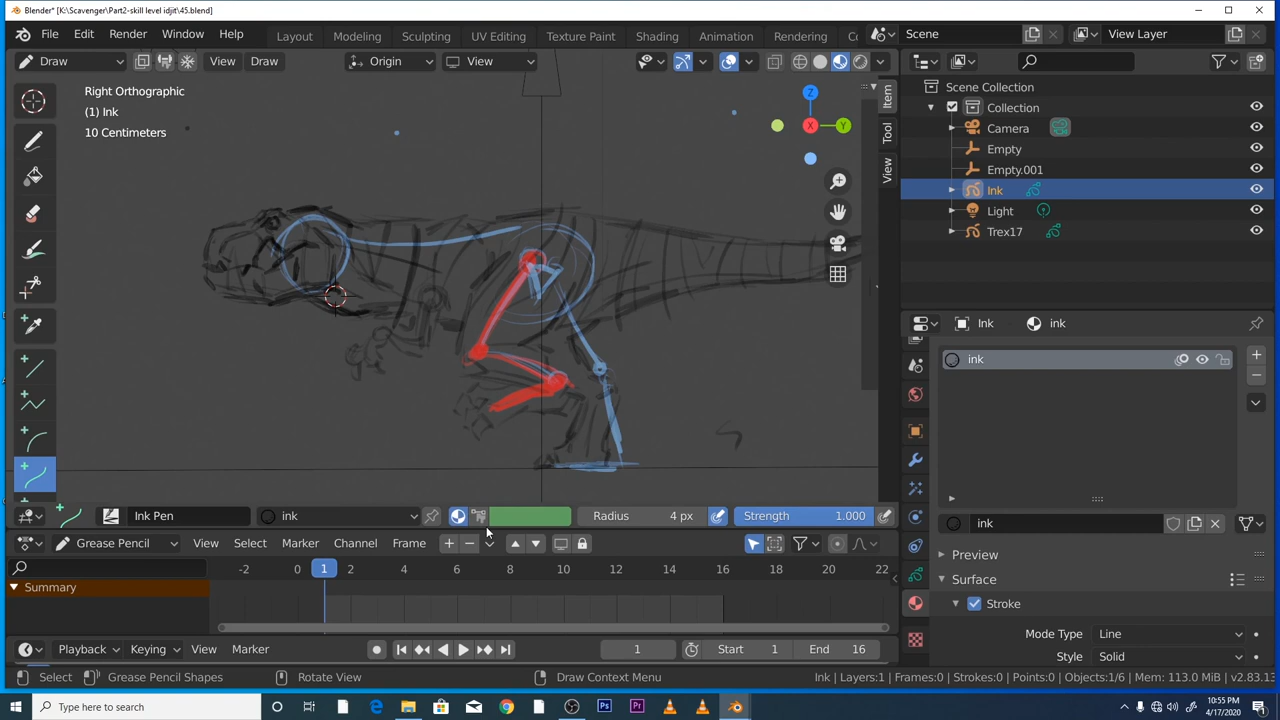 Blender* [K:\Scavenger\Part2-skill level idjit\45.blend]
File Edit Render Window Help Layout Modeling Sculpting UV Editing Texture Paint Shading Animation Rendering Scene View Layer
Draw View Draw Origin View
Right Orthographic
(1) Ink
10 Centimeters
Z
X
Y
Item
Tool
View
Scene Collection
Collection
Camera
Empty
Empty.001
Ink
Light
Trex17
Ink ink
ink
ink
Preview
Surface
Stroke
Mode Type Line
Style Solid
Ink Pen ink Radius 4 px Strength 1.000
Grease Pencil View Select Marker Channel Frame
-2 0 1 2 4 6 8 10 12 14 16 18 20 22
Summary
Playback Keying View Marker 1 Start 1 End 16
Select Grease Pencil Shapes Rotate View Draw Context Menu Ink | Layers:1 | Frames:0 | Strokes:0 | Points:0 | Objects:1/6 | Mem: 113.0 MiB | v2.83.13
Type here to search Ps Pr 10:55 PM
4/17/2020